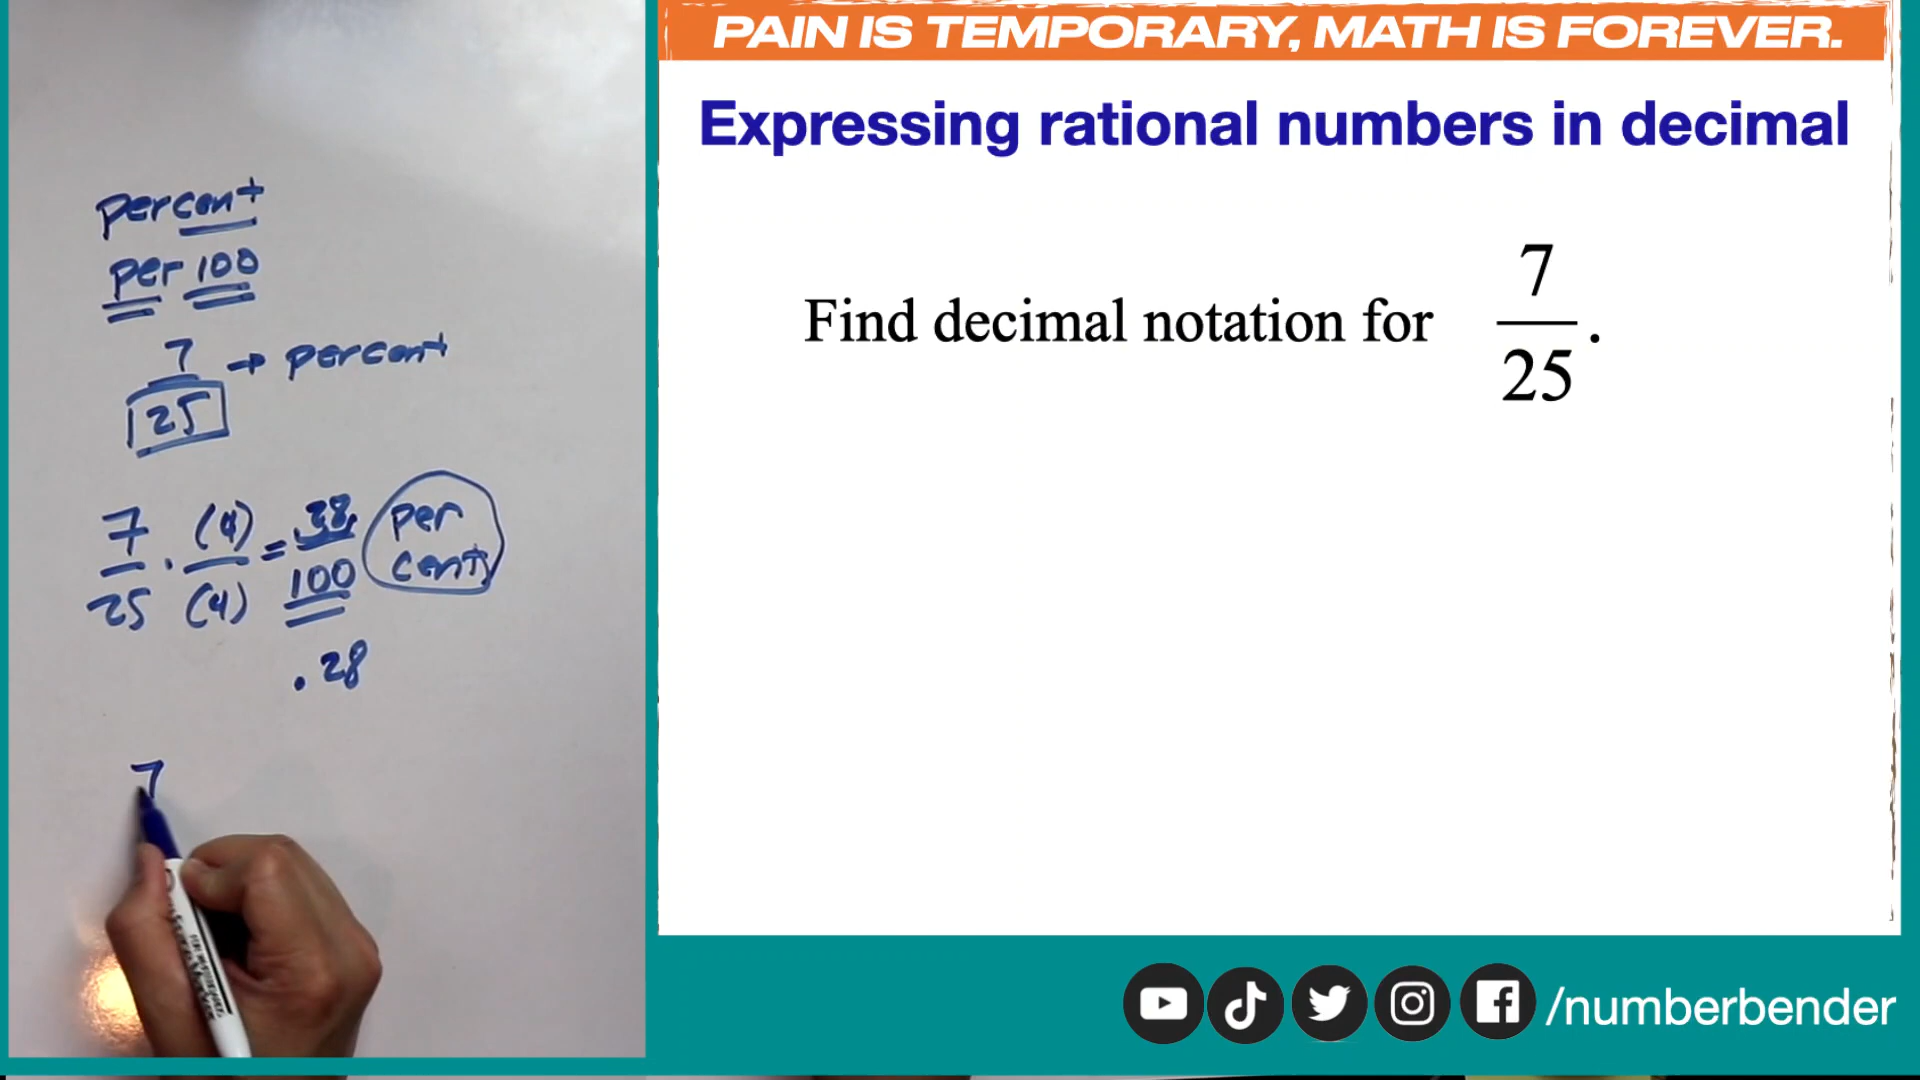 PAIN IS TEMPORARY, MATH IS FOREVER.
Expressing rational numbers in decimal
Find decimal notation for 7/25.
/numberbender
percent
per 100
7/25 → percent
7/25 · (4)/(4) = 28/100 per cent
.28
7